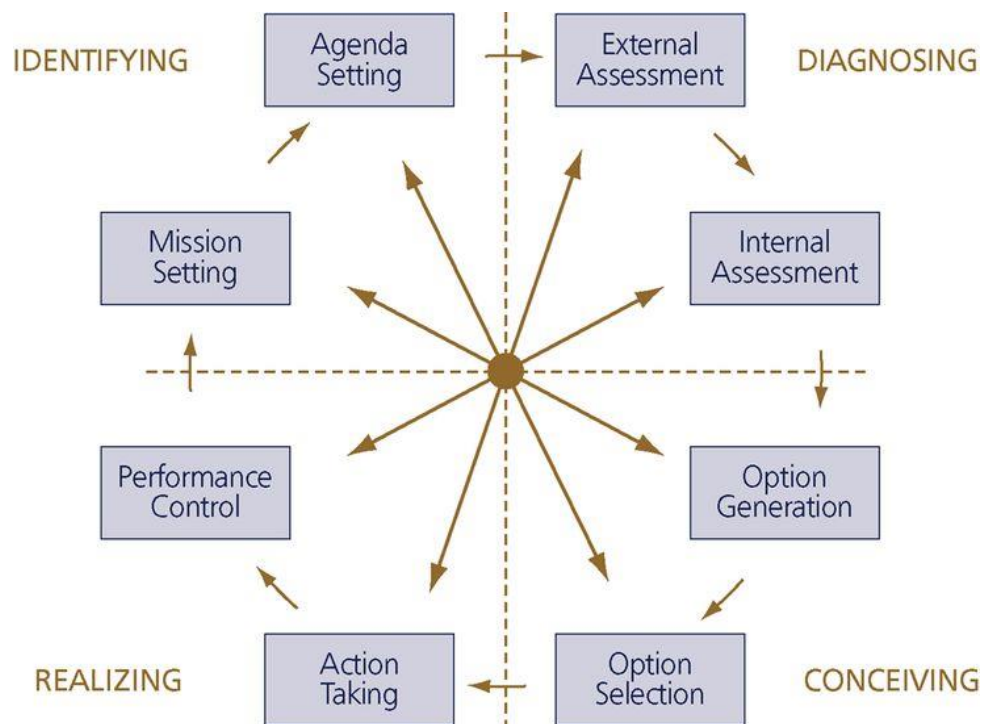 IDENTIFYING
Agenda
Setting
External
Assessment
DIAGNOSING
Mission
Setting
Internal
Assessment
Performance
Control
Option
Generation
REALIZING
Action
Taking
Option
Selection
CONCEIVING